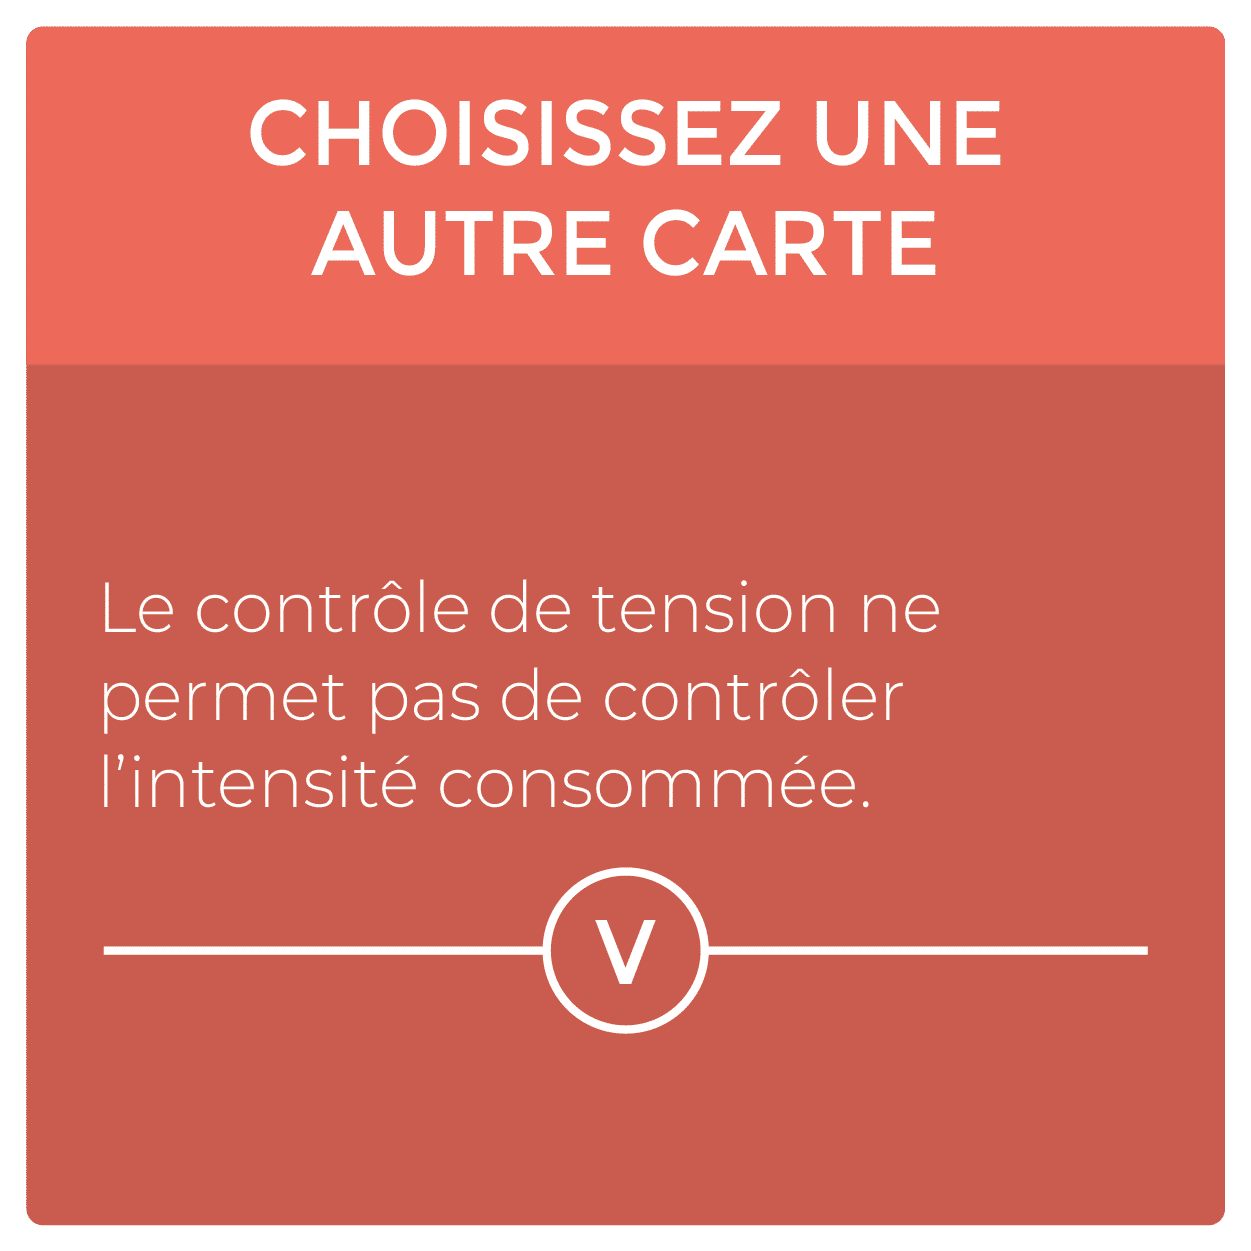 CHOISISSEZ UNE
AUTRE CARTE
Le contrôle de tension ne
permet pas de contrôler
l’intensité consommée.
V